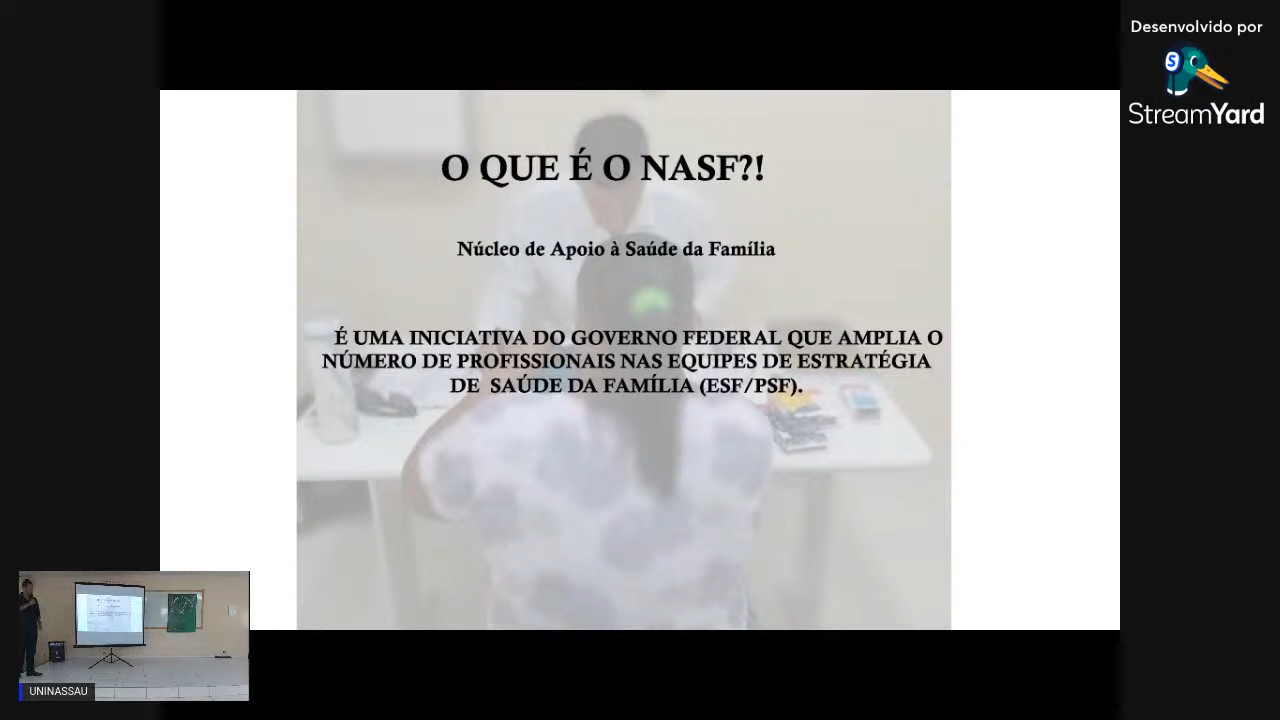 Desenvolvido por
StreamYard
O QUE É O NASF?!
Núcleo de Apoio à Saúde da Família
É UMA INICIATIVA DO GOVERNO FEDERAL QUE AMPLIA O
NÚMERO DE PROFISSIONAIS NAS EQUIPES DE ESTRATÉGIA
DE SAÚDE DA FAMÍLIA (ESF/PSF).
UNINASSAU